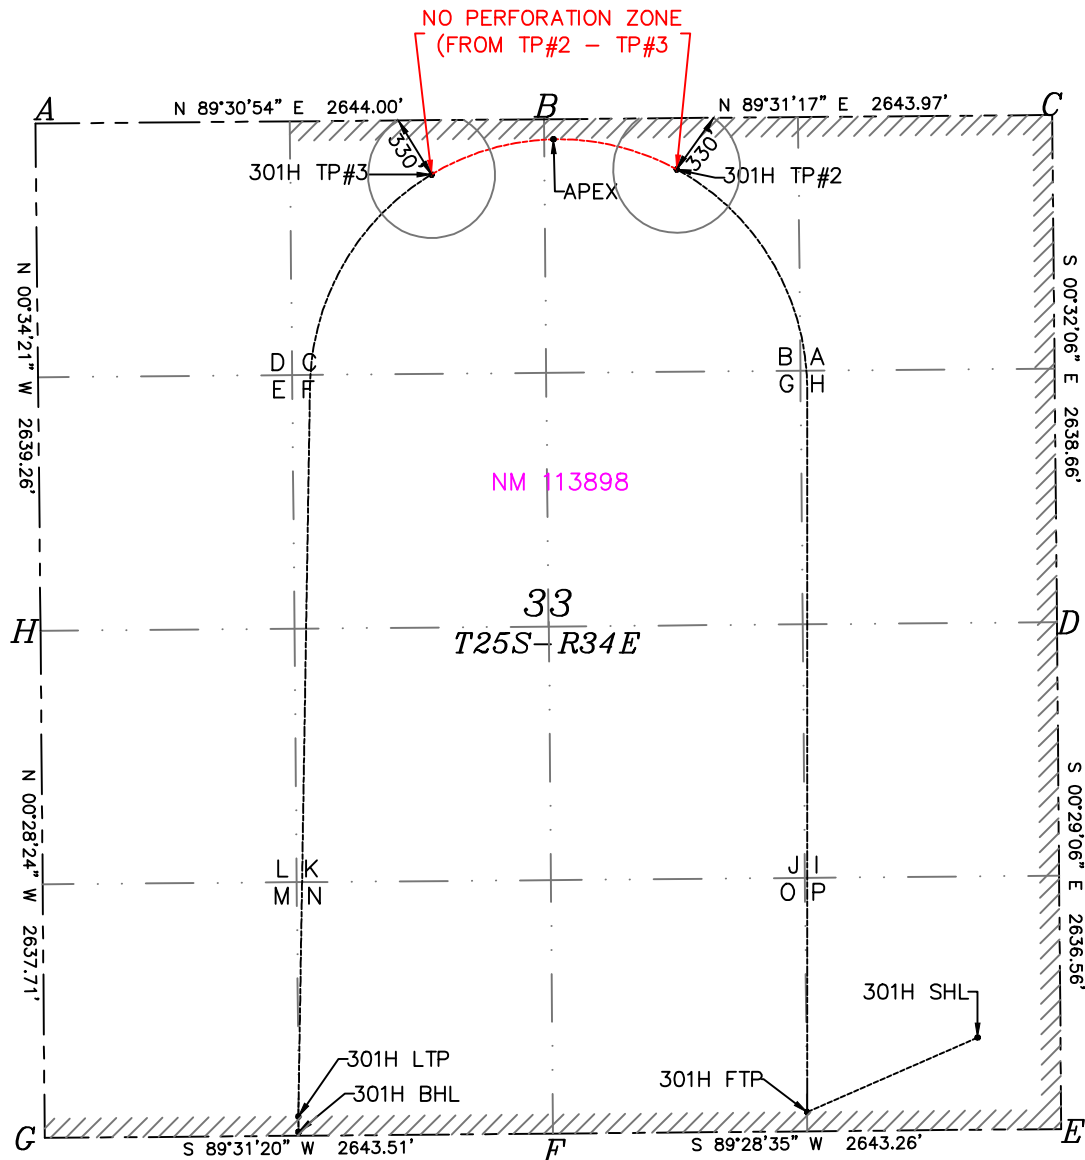 NO PERFORATION ZONE
(FROM TP#2 - TP#3
A
N 89°30'54" E 2644.00'
B
N 89°31'17" E 2643.97'
C
330'
330'
301H TP#3
301H TP#2
APEX
N 00°34'21" W 2639.26'
S 00°32'06" E 2638.66'
D C
E F
B A
G H
NM 113898
33
T25S-R34E
H
D
N 00°28'24" W 2637.71'
S 00°29'06" E 2636.56'
L K
M N
J I
O P
301H SHL
301H LTP
301H FTP
301H BHL
G
S 89°31'20" W 2643.51'
F
S 89°28'35" W 2643.26'
E